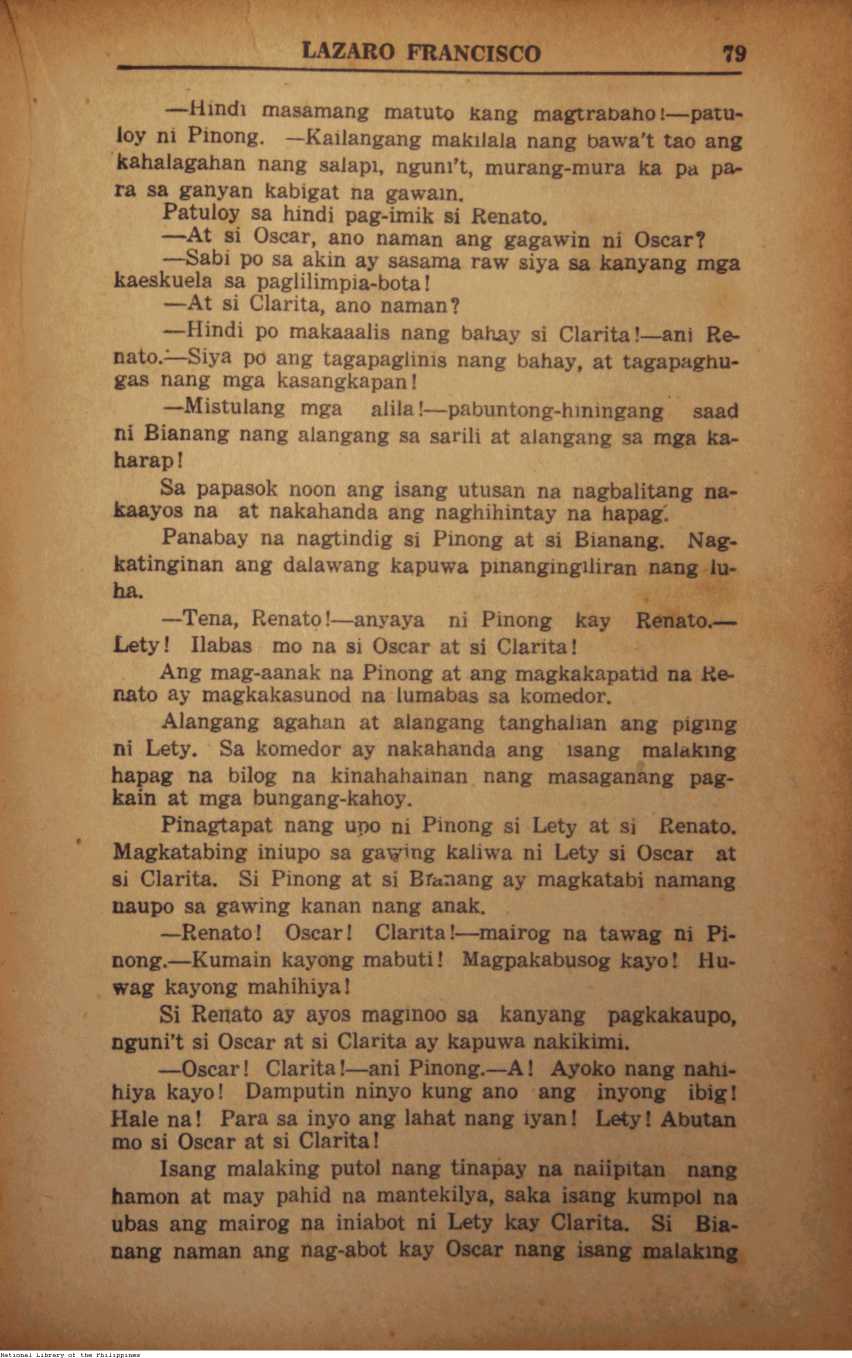 LAZARO FRANCISCO 79
—Hindi masamang matuto kang magtrabaho!—patu-
loy ni Pinong. —Kailangang makilala nang bawa't tao ang
kahalagahan nang salapi, nguni't, murang-mura ka pa pa-
ra sa ganyan kabigat na gawain.
Patuloy sa hindi pag-imik si Renato.
—At si Oscar, ano naman ang gagawin ni Oscar?
—Sabi po sa akin ay sasama raw siya sa kanyang mga
kaeskuela sa paglilimpia-bota!
—At si Clarita, ano naman?
—Hindi po makaaalis nang bahay si Clarita!—ani Re-
nato.—Siya po ang tagapaglinis nang bahay, at tagapaghu-
gas nang mga kasangkapan!
—Mistulang mga alila!—pabuntong-hiningang saad
ni Bianang nang alangang sa sarili at alangang sa mga ka-
harap!
Sa papasok noon ang isang utusan na nagbalitang na-
kaayos na at nakahanda ang naghihintay na hapag.
Panabay na nagtindig si Pinong at si Bianang. Nag-
katinginan ang dalawang kapuwa pinangingiliran nang lu-
ha.
—Tena, Renato!—anyaya ni Pinong kay Renato.—
Lety! Ilabas mo na si Oscar at si Clarita!
Ang mag-aanak na Pinong at ang magkakapatid na Re-
nato ay magkakasunod na lumabas sa komedor.
Alangang agahan at alangang tanghalian ang piging
ni Lety. Sa komedor ay nakahanda ang isang malaking
hapag na bilog na kinahahainan nang masaganang pag-
kain at mga bungang-kahoy.
Pinagtapat nang upo ni Pinong si Lety at si Renato.
Magkatabing iniupo sa gawing kaliwa ni Lety si Oscar at
si Clarita. Si Pinong at si Bianang ay magkatabi namang
naupo sa gawing kanan nang anak.
—Renato! Oscar! Clarita!—mairog na tawag ni Pi-
nong.—Kumain kayong mabuti! Magpakabusog kayo! Hu-
wag kayong mahihiya!
Si Renato ay ayos maginoo sa kanyang pagkakaupo,
nguni't si Oscar at si Clarita ay kapuwa nakikimi.
—Oscar! Clarita!—ani Pinong.—A! Ayoko nang nahi-
hiya kayo! Damputin ninyo kung ano ang inyong ibig!
Hale na! Para sa inyo ang lahat nang iyan! Lety! Abutan
mo si Oscar at si Clarita!
Isang malaking putol nang tinapay na naiipitan nang
hamon at may pahid na mantekilya, saka isang kumpol na
ubas ang mairog na iniabot ni Lety kay Clarita. Si Bia-
nang naman ang nag-abot kay Oscar nang isang malaking
National Library of the Philippines